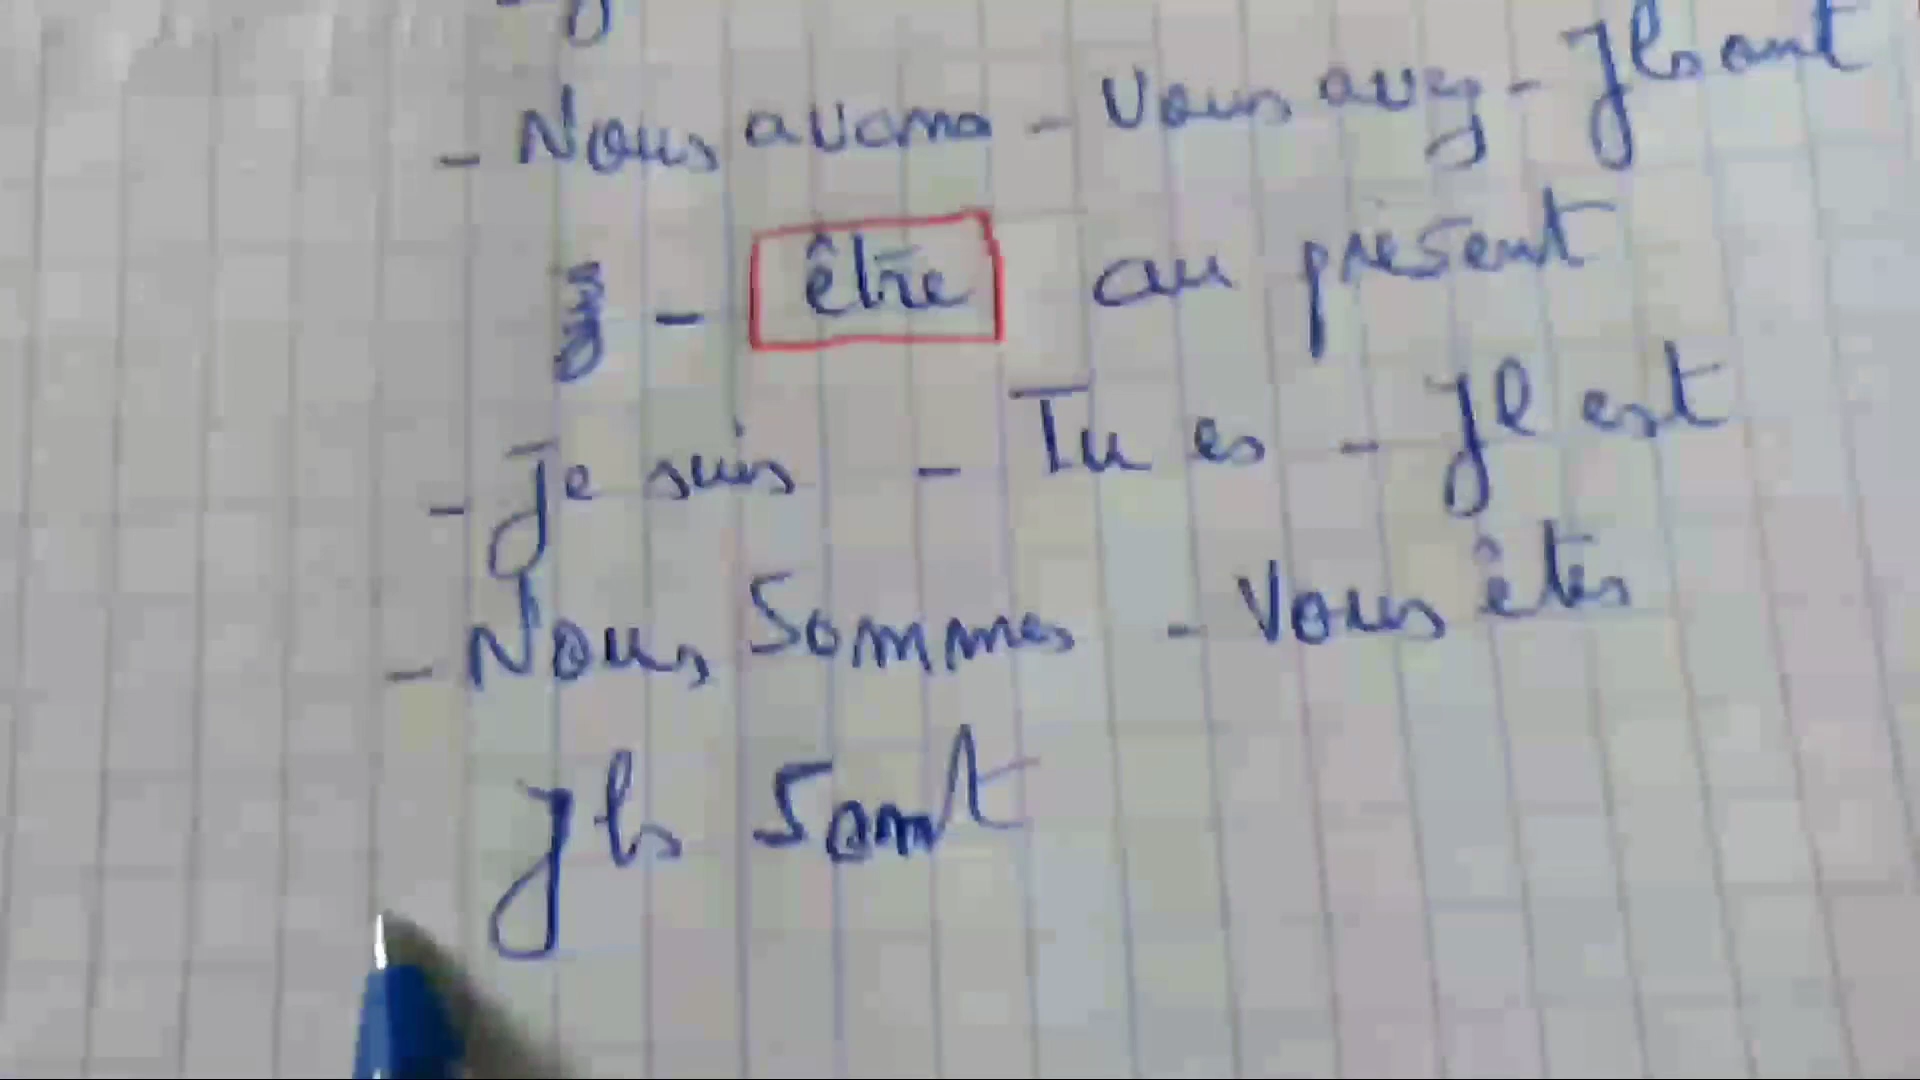 - Nous avons - Vous avez - Ils ont
- être au présent
- Je suis - Tu es - Il est
- Nous sommes - Vous êtes
Ils sont